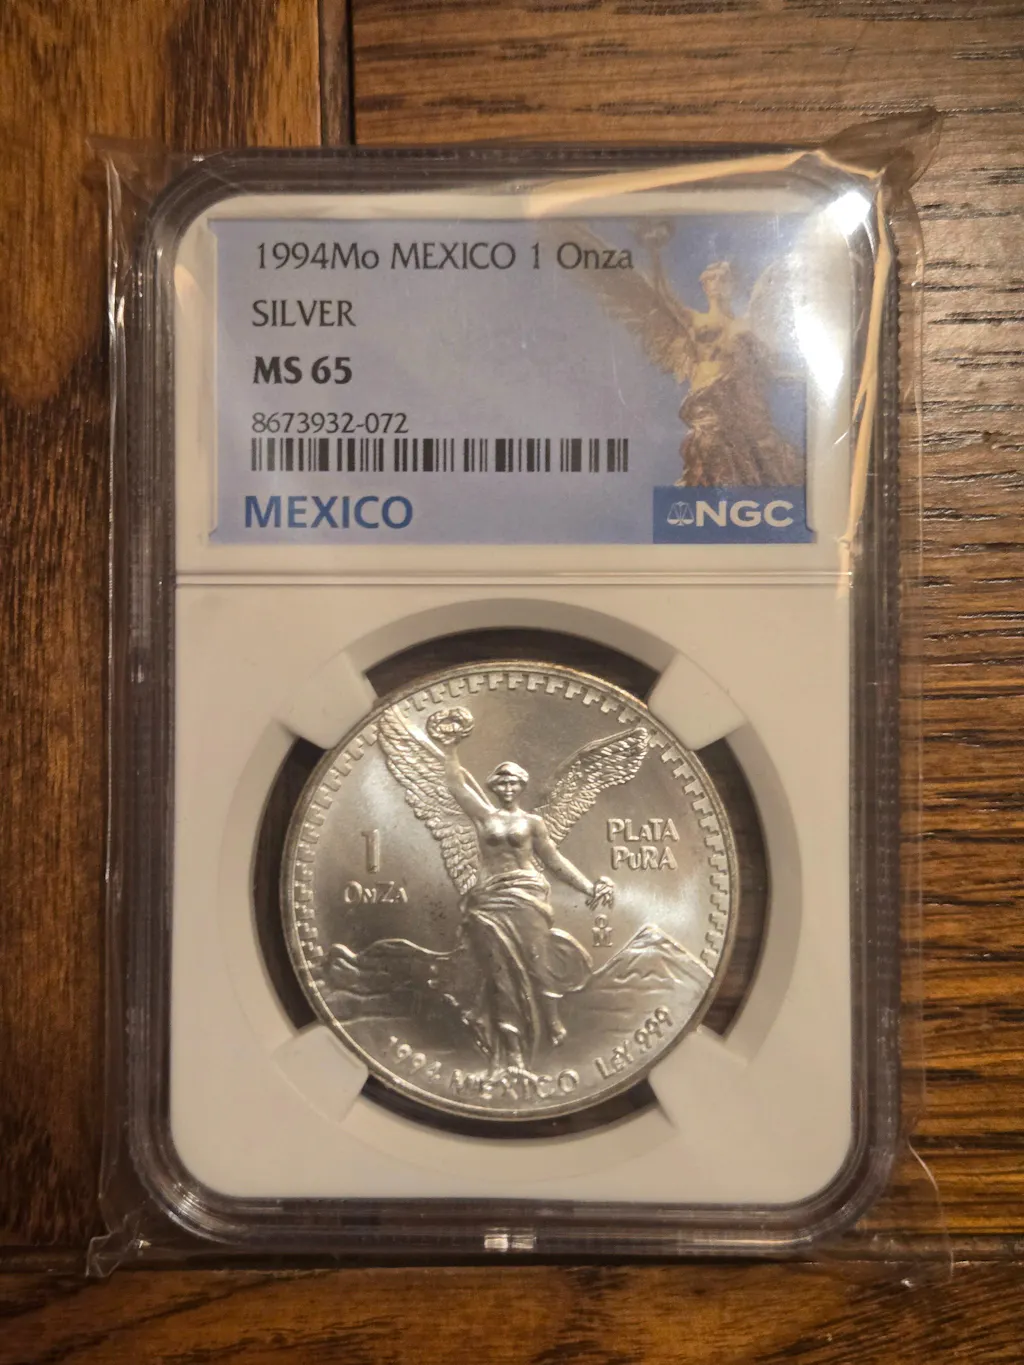 1994Mo MEXICO 1 Onza
SILVER
MS 65
8673932-072
MEXICO
NGC
1
ONZA
PLATA
PURA
oM
1994 MEXICO LEY .999